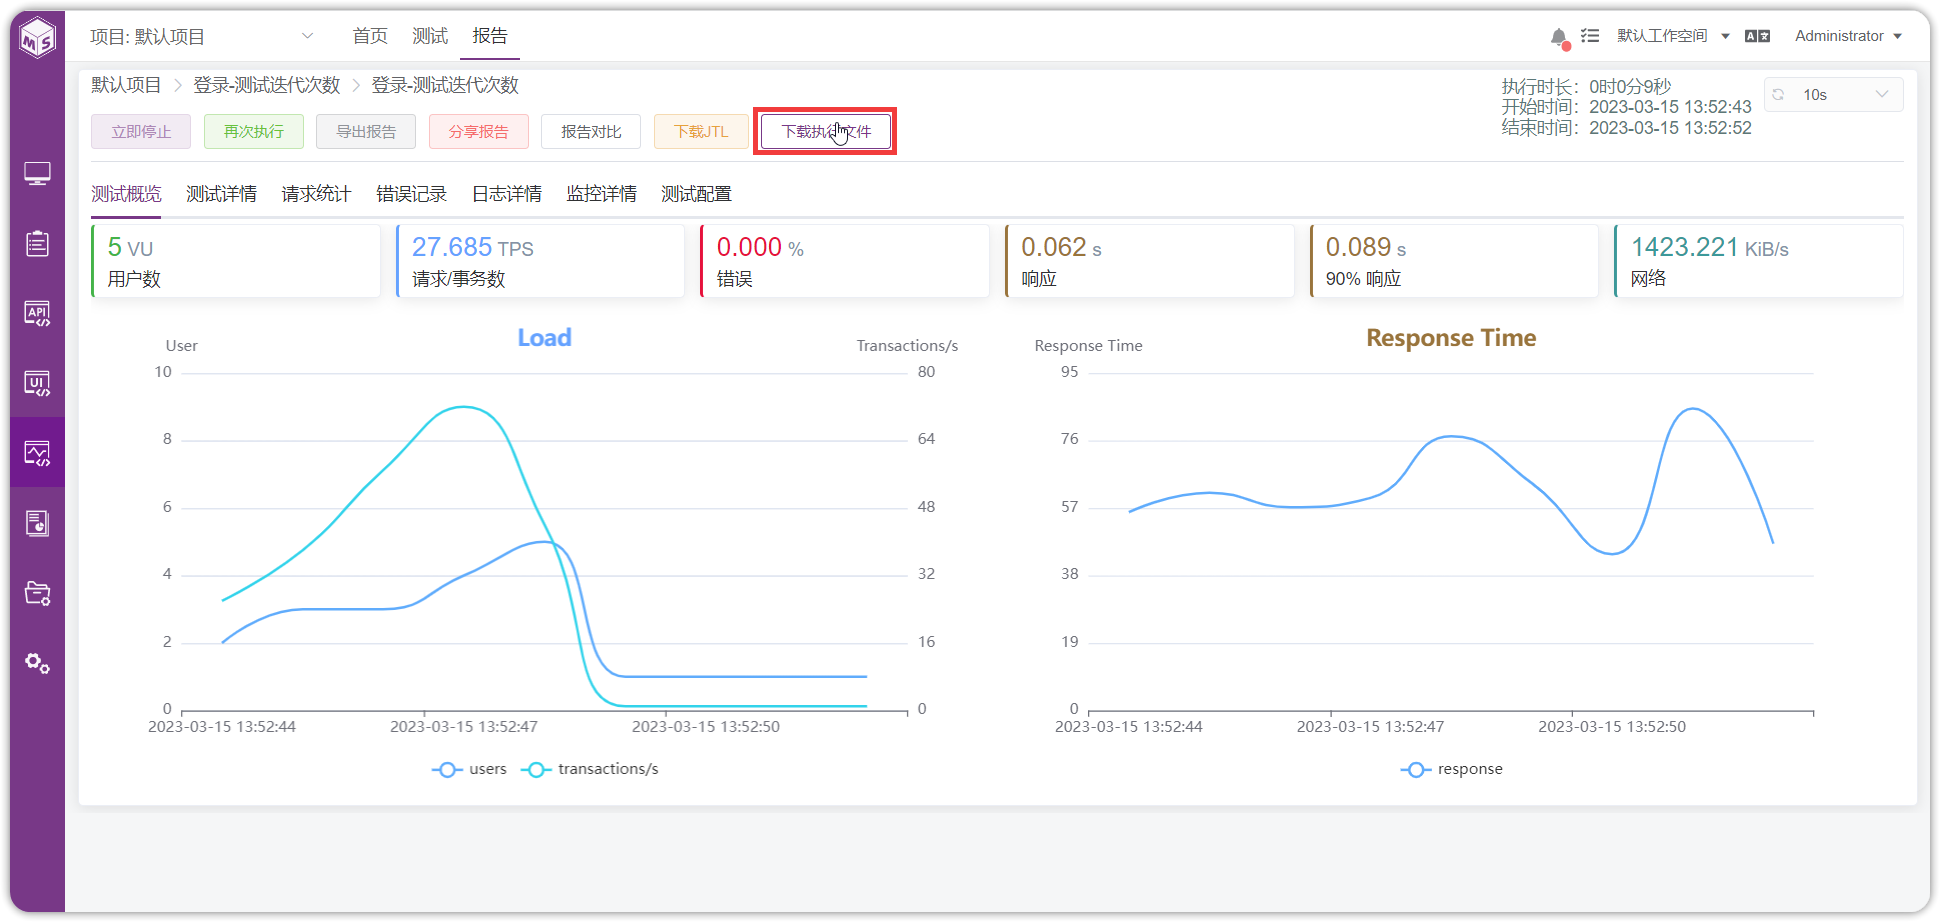 项目: 默认项目
首页 测试 报告
默认工作空间 Administrator
默认项目 登录-测试迭代次数 登录-测试迭代次数
执行时长: 0时0分9秒
开始时间: 2023-03-15 13:52:43
结束时间: 2023-03-15 13:52:52
10s
立即停止 再次执行 导出报告 分享报告 报告对比 下载JTL 下载执行文件
测试概览 测试详情 请求统计 错误记录 日志详情 监控详情 测试配置
5 VU
用户数
27.685 TPS
请求/事务数
0.000 %
错误
0.062 s
响应
0.089 s
90% 响应
1423.221 KiB/s
网络
API
UI
Load
User
Transactions/s
10
8
6
4
2
0
80
64
48
32
16
0
2023-03-15 13:52:44 2023-03-15 13:52:47 2023-03-15 13:52:50
users transactions/s
Response Time
Response Time
95
76
57
38
19
0
2023-03-15 13:52:44 2023-03-15 13:52:47 2023-03-15 13:52:50
response